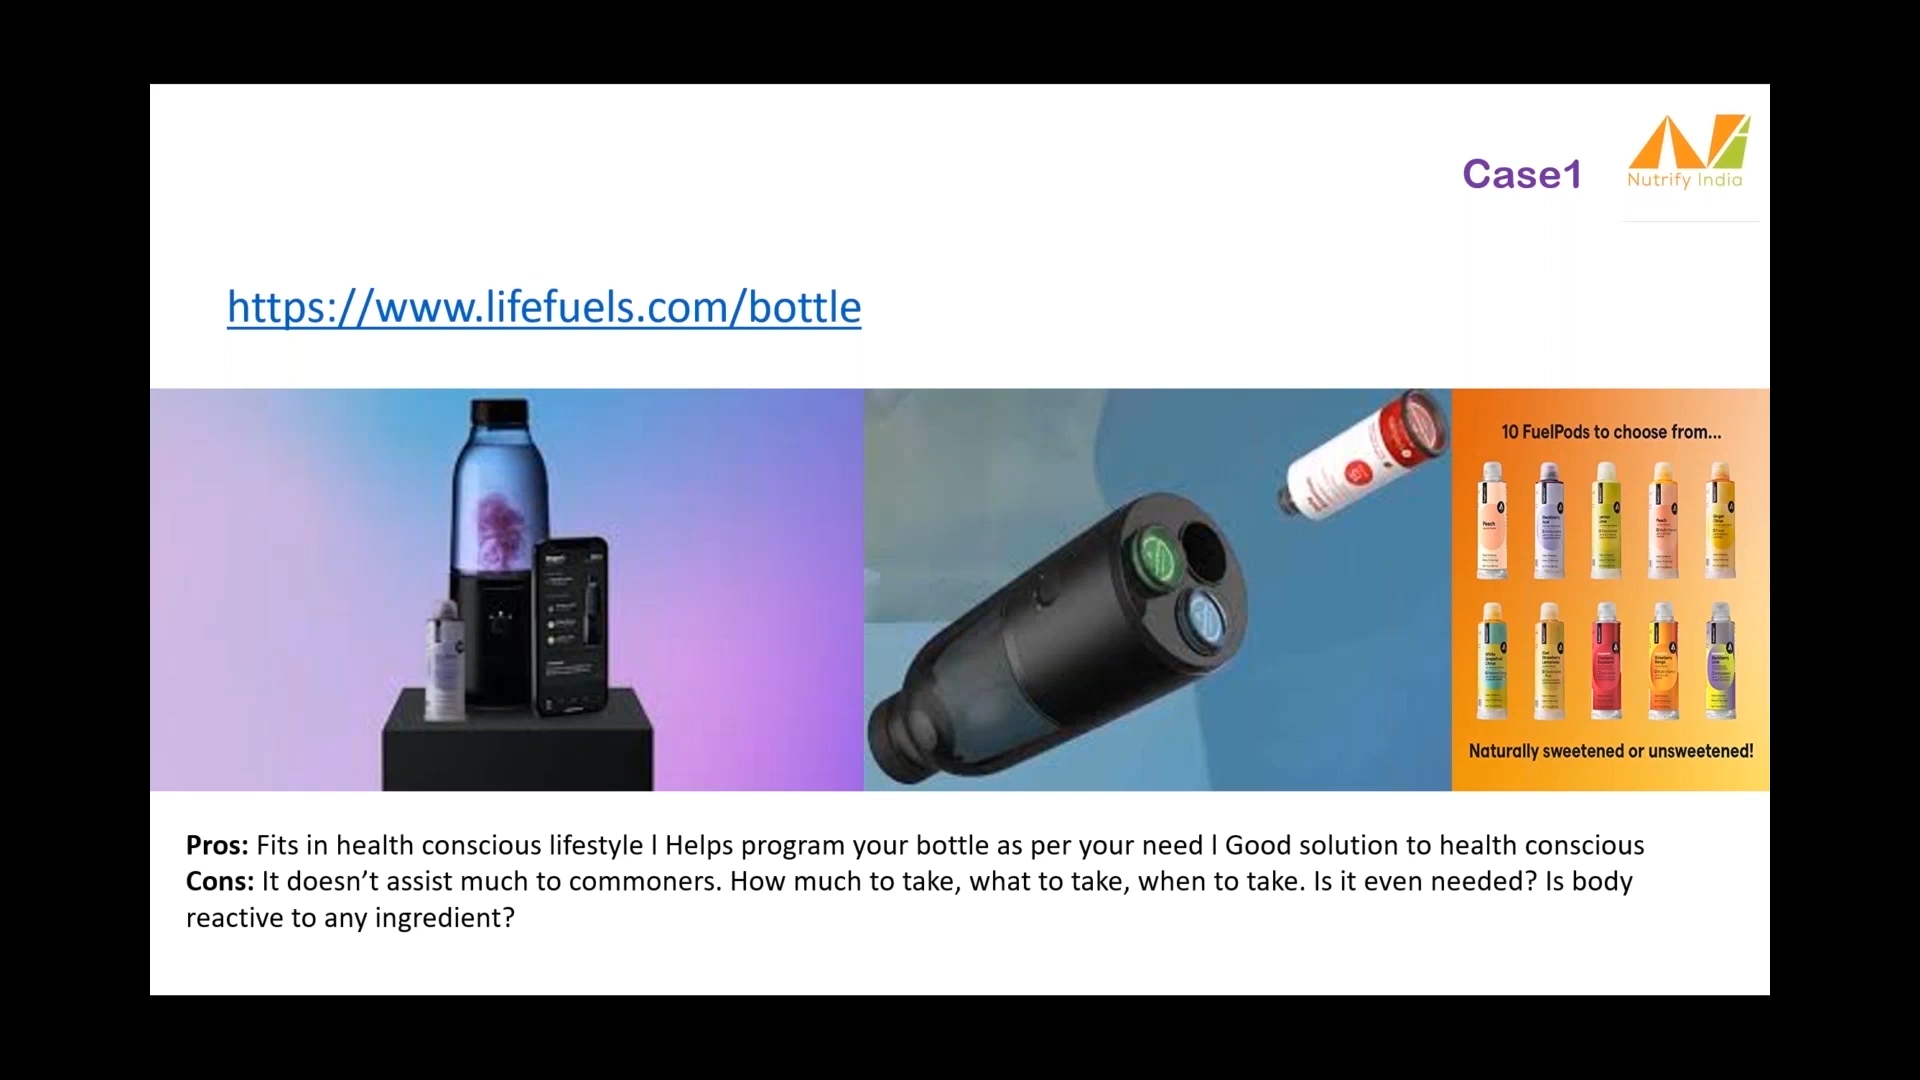 Case1
Nutrify India
https://www.lifefuels.com/bottle
10 FuelPods to choose from...
Peach
Peach
Naturally sweetened or unsweetened!
Pros: Fits in health conscious lifestyle l Helps program your bottle as per your need l Good solution to health conscious
Cons: It doesn’t assist much to commoners. How much to take, what to take, when to take. Is it even needed? Is body
reactive to any ingredient?